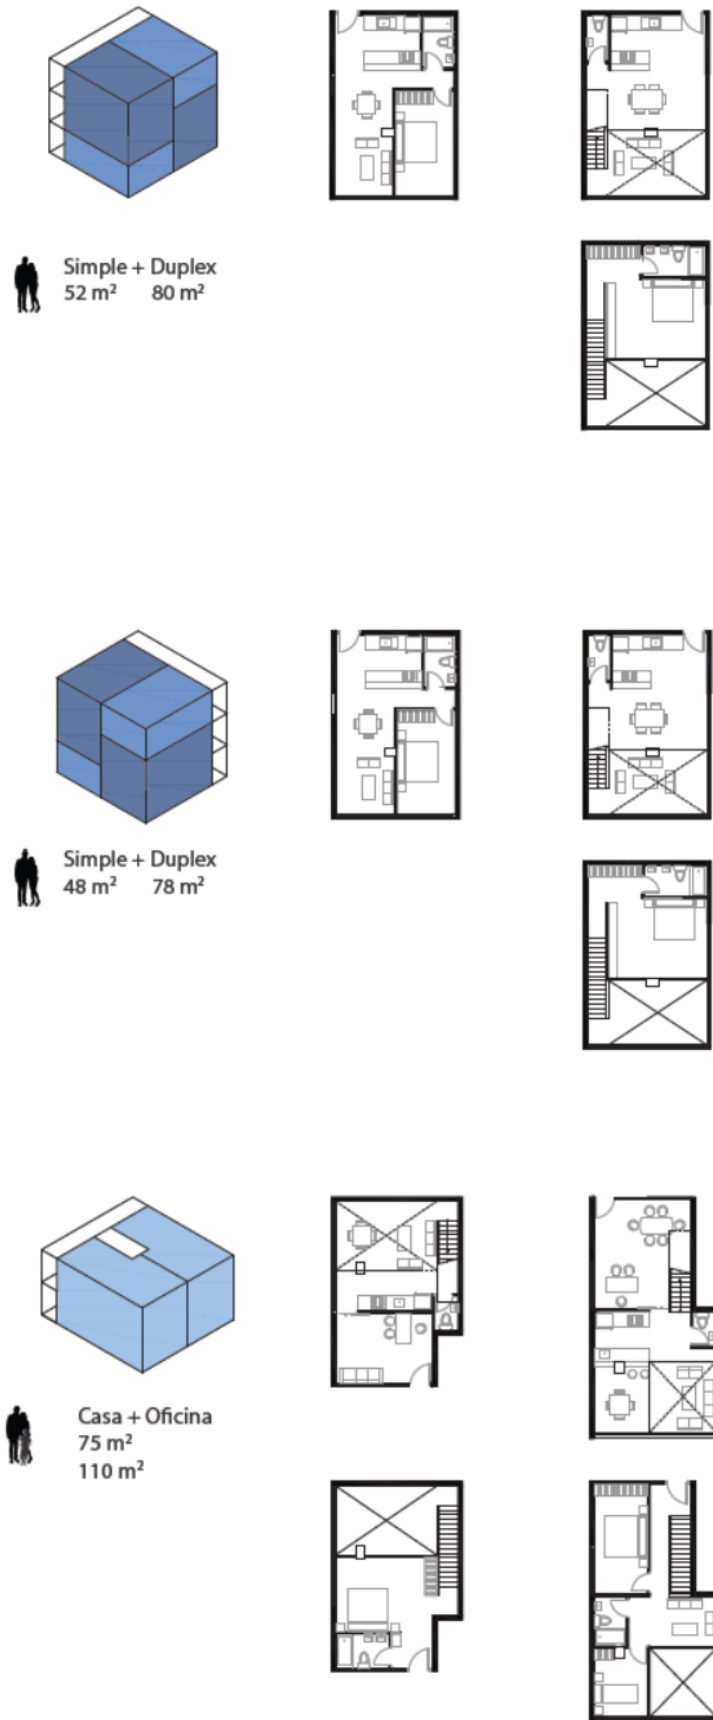 Simple + Duplex
52 m² 80 m²
Simple + Duplex
48 m² 78 m²
Casa + Oficina
75 m²
110 m²